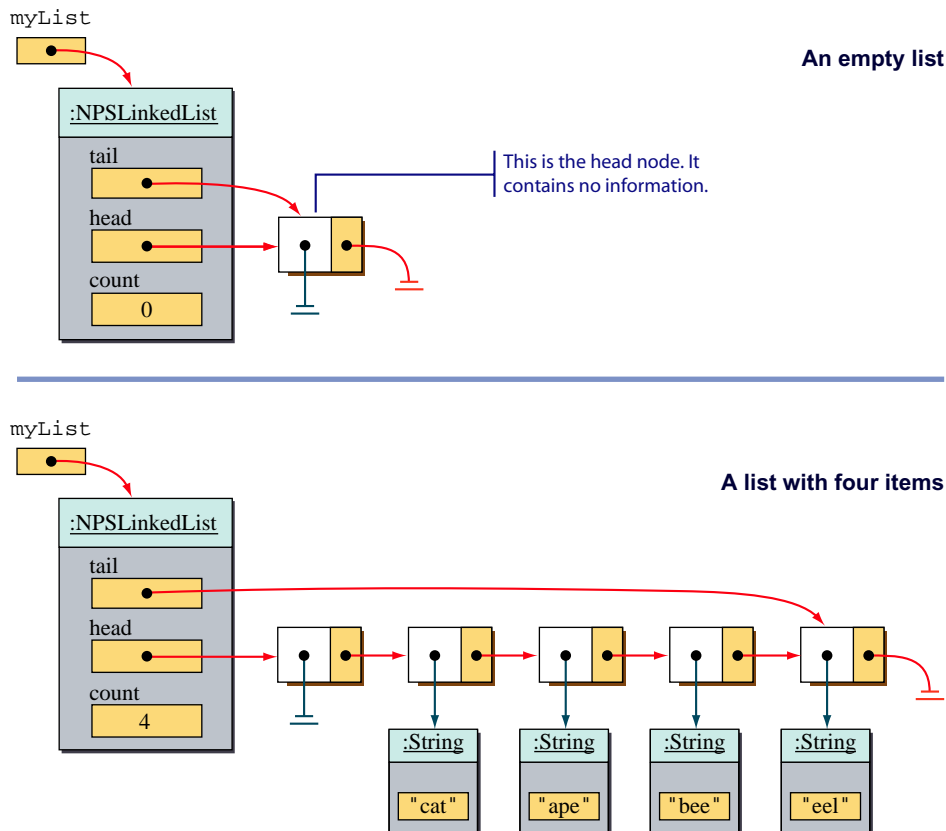 myList
An empty list
:NPSLinkedList
tail
This is the head node. It
contains no information.
head
count
0
myList
A list with four items
:NPSLinkedList
tail
head
count
4
:String :String :String :String
"cat" "ape" "bee" "eel"